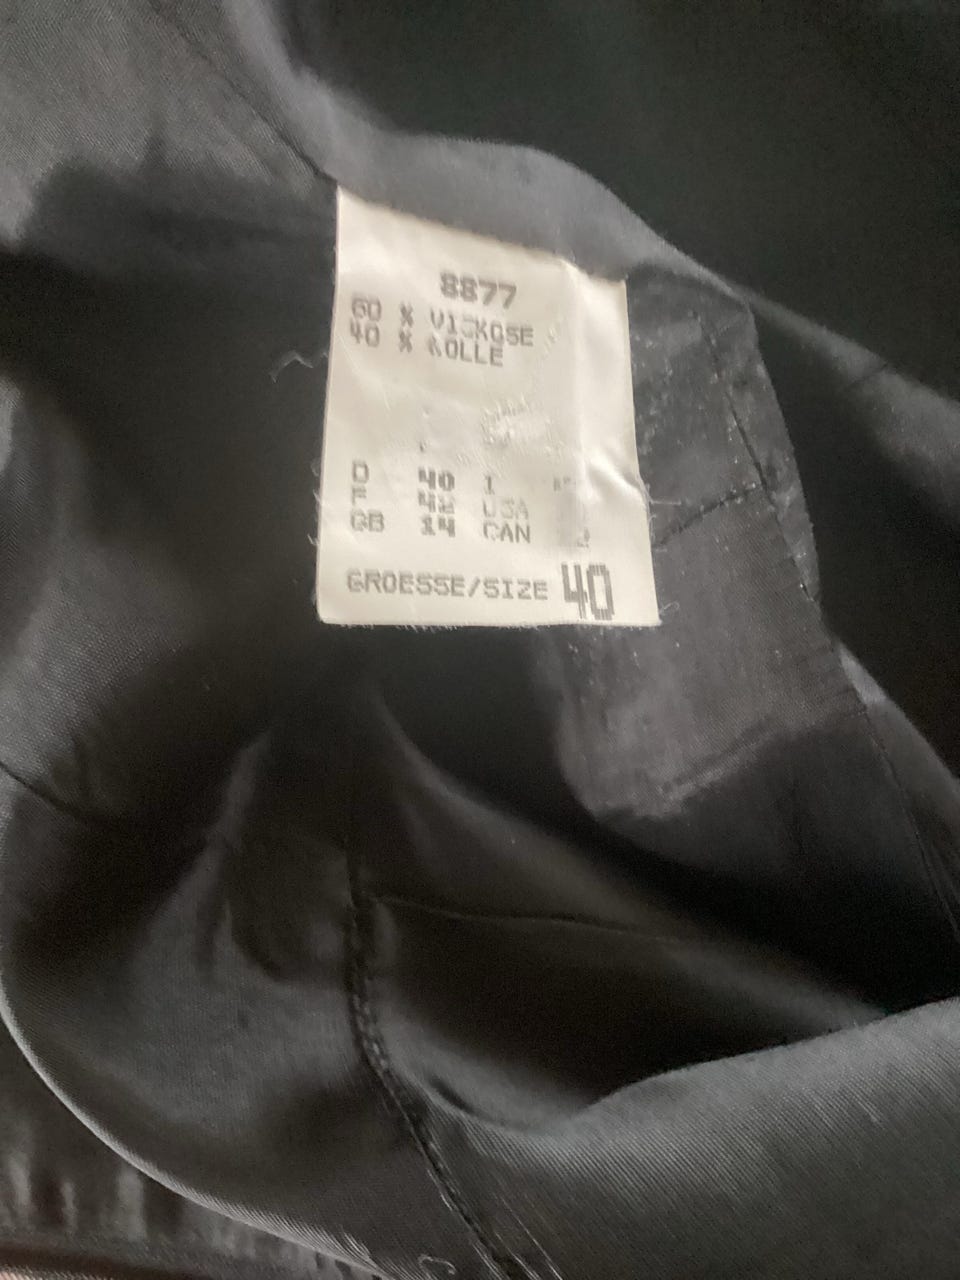 8877
60 % VISKOSE
40 % WOLLE
D 40 I
F 42 USA
GB 14 CAN
GROESSE/SIZE 40